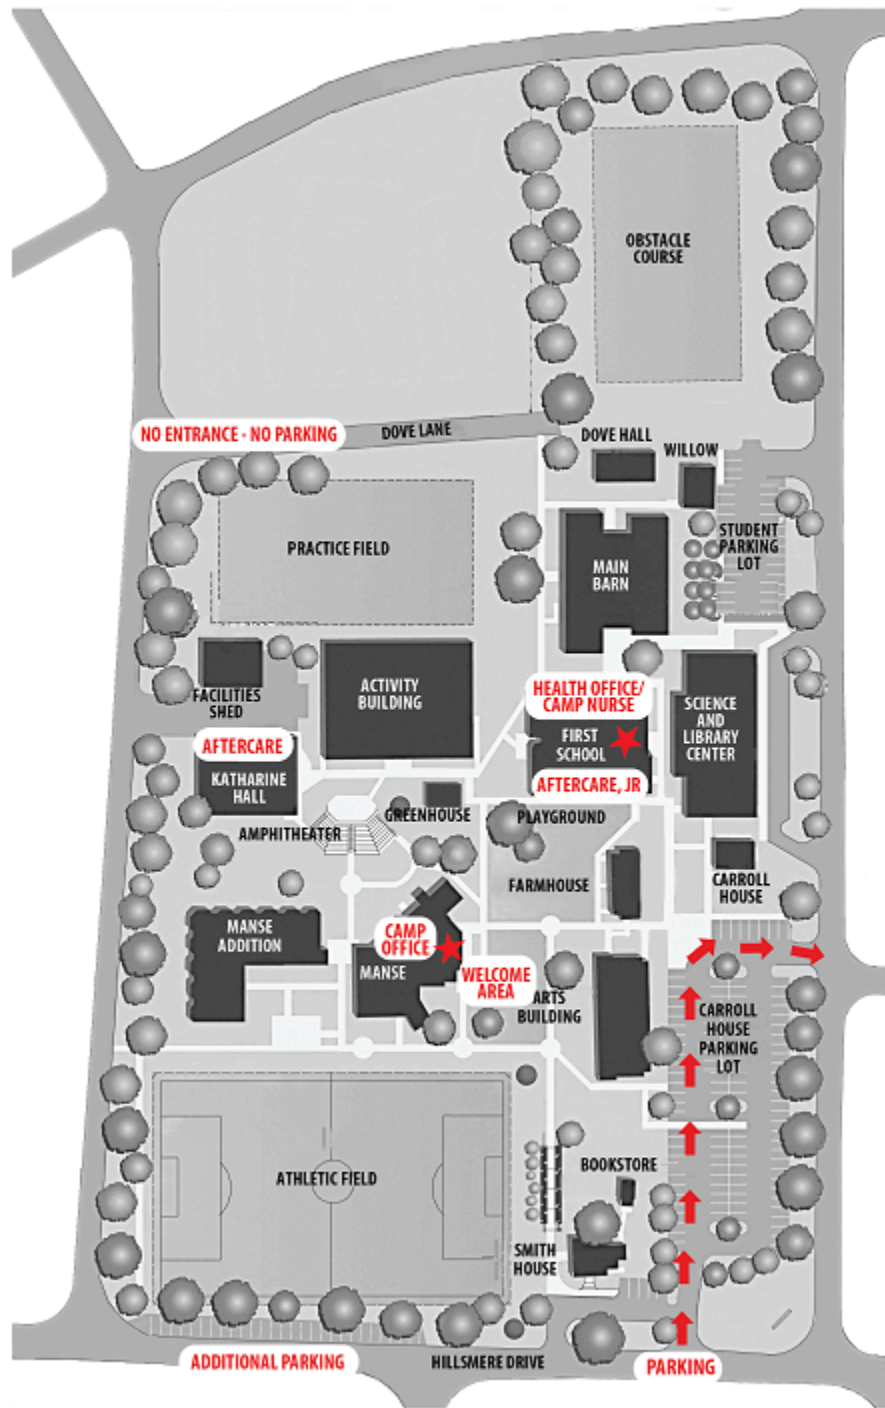 OBSTACLE
COURSE
NO ENTRANCE - NO PARKING
DOVE LANE
DOVE HALL
WILLOW
STUDENT
PARKING
LOT
PRACTICE FIELD
MAIN
BARN
FACILITIES
SHED
ACTIVITY
BUILDING
HEALTH OFFICE/
CAMP NURSE
FIRST
SCHOOL
SCIENCE
AND
LIBRARY
CENTER
AFTERCARE
KATHARINE
HALL
AFTERCARE, JR
AMPHITHEATER
GREENHOUSE
PLAYGROUND
FARMHOUSE
CARROLL
HOUSE
MANSE
ADDITION
CAMP
OFFICE
MANSE
WELCOME
AREA
ARTS
BUILDING
CARROLL
HOUSE
PARKING
LOT
ATHLETIC FIELD
BOOKSTORE
SMITH
HOUSE
ADDITIONAL PARKING
HILLSMERE DRIVE
PARKING